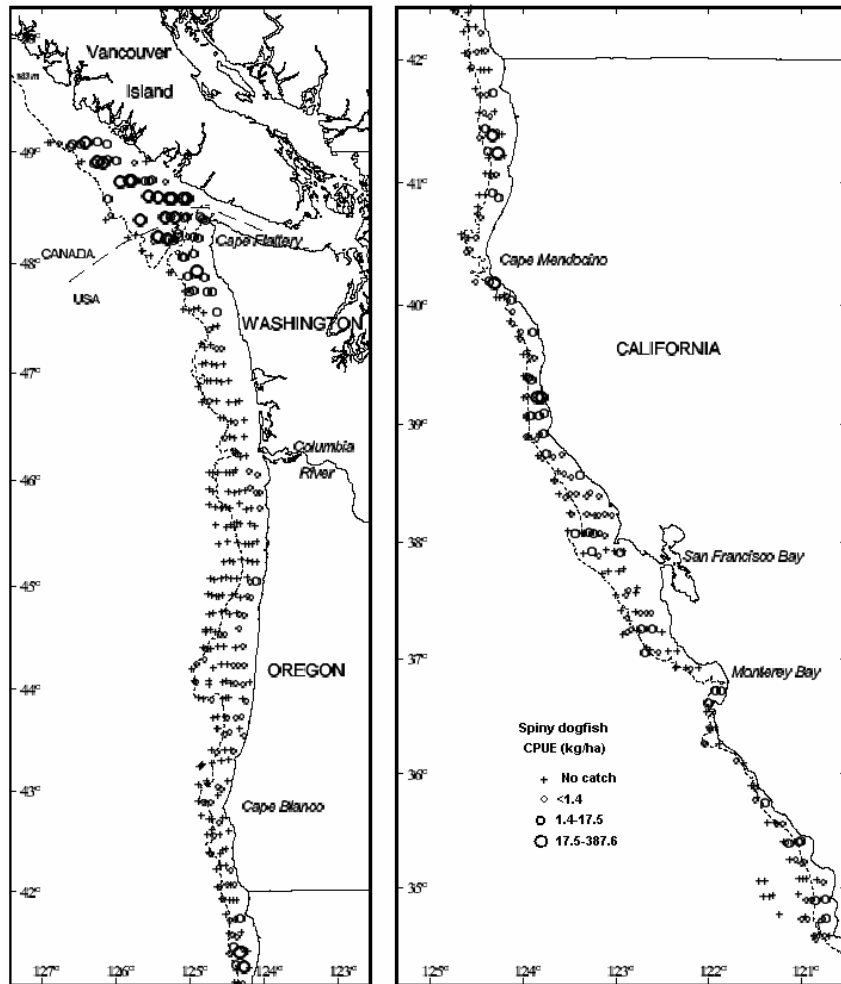 Vancouver
Island
183 m
49°
48°
47°
46°
45°
44°
43°
42°
CANADA
USA
Cape Flattery
WASHINGTON
Columbia
River
OREGON
Cape Blanco
127° 126° 125° 124° 123°
42°
41°
40°
39°
38°
37°
36°
35°
Cape Mendocino
CALIFORNIA
San Francisco Bay
Monterey Bay
Spiny dogfish
CPUE (kg/ha)
+ No catch
<1.4
1.4-17.5
17.5-387.6
125° 124° 123° 122° 121°